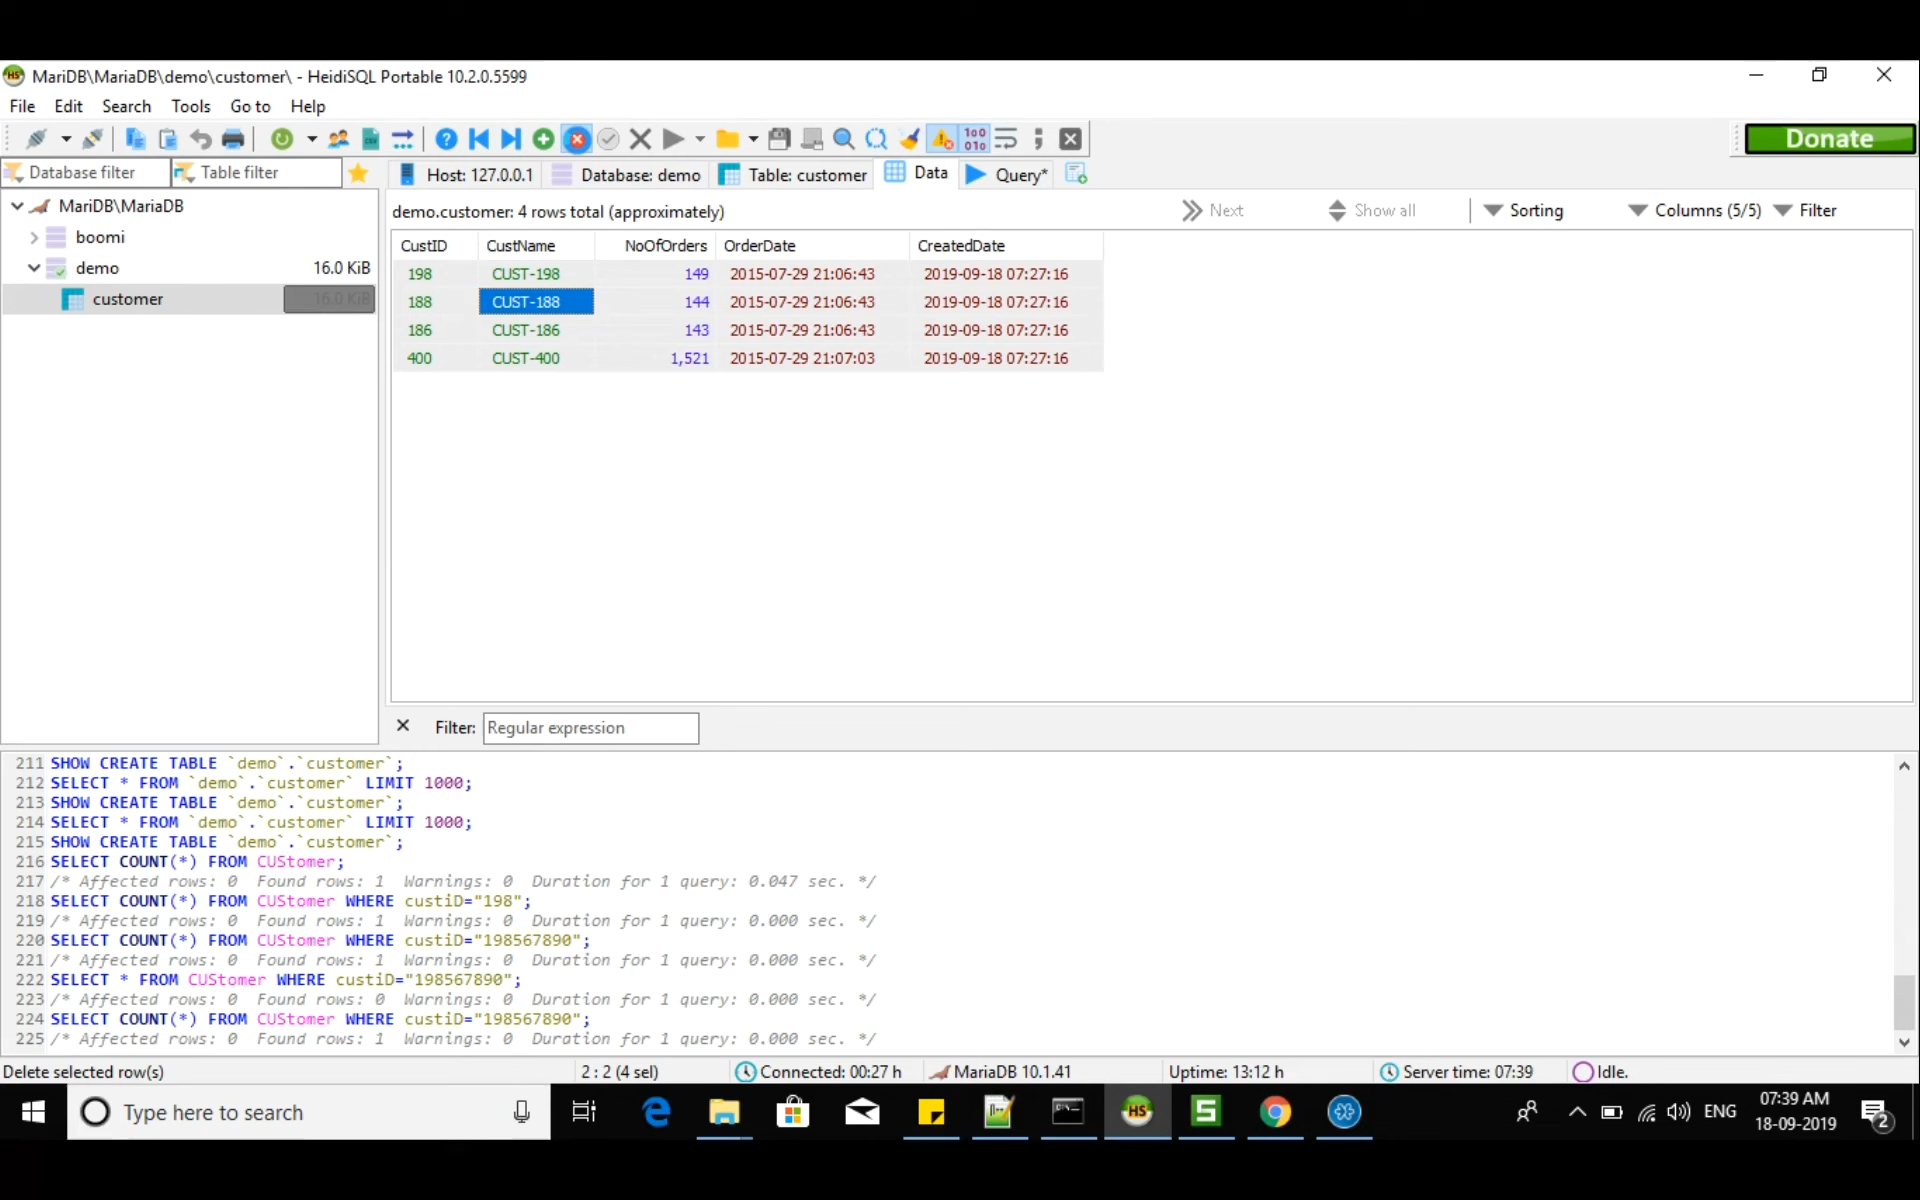 MariDB\MariaDB\demo\customer\ - HeidiSQL Portable 10.2.0.5599
File Edit Search Tools Go to Help
Donate
Database filter Table filter Host: 127.0.0.1 Database: demo Table: customer Data Query*
MariDB\MariaDB
boomi
demo 16.0 KiB
customer 16.0 KiB
demo.customer: 4 rows total (approximately) Next Show all Sorting Columns (5/5) Filter
CustID CustName NoOfOrders OrderDate CreatedDate
198 CUST-198 149 2015-07-29 21:06:43 2019-09-18 07:27:16
188 CUST-188 144 2015-07-29 21:06:43 2019-09-18 07:27:16
186 CUST-186 143 2015-07-29 21:06:43 2019-09-18 07:27:16
400 CUST-400 1,521 2015-07-29 21:07:03 2019-09-18 07:27:16
Filter: Regular expression
211 SHOW CREATE TABLE `demo`.`customer`;
212 SELECT * FROM `demo`.`customer` LIMIT 1000;
213 SHOW CREATE TABLE `demo`.`customer`;
214 SELECT * FROM `demo`.`customer` LIMIT 1000;
215 SHOW CREATE TABLE `demo`.`customer`;
216 SELECT COUNT(*) FROM CUStomer;
217 /* Affected rows: 0 Found rows: 1 Warnings: 0 Duration for 1 query: 0.047 sec. */
218 SELECT COUNT(*) FROM CUStomer WHERE custiD="198";
219 /* Affected rows: 0 Found rows: 1 Warnings: 0 Duration for 1 query: 0.000 sec. */
220 SELECT COUNT(*) FROM CUStomer WHERE custiD="198567890";
221 /* Affected rows: 0 Found rows: 1 Warnings: 0 Duration for 1 query: 0.000 sec. */
222 SELECT * FROM CUStomer WHERE custiD="198567890";
223 /* Affected rows: 0 Found rows: 0 Warnings: 0 Duration for 1 query: 0.000 sec. */
224 SELECT COUNT(*) FROM CUStomer WHERE custiD="198567890";
225 /* Affected rows: 0 Found rows: 1 Warnings: 0 Duration for 1 query: 0.000 sec. */
Delete selected row(s) 2 : 2 (4 sel) Connected: 00:27 h MariaDB 10.1.41 Uptime: 13:12 h Server time: 07:39 Idle.
Type here to search ENG 07:39 AM
18-09-2019 2